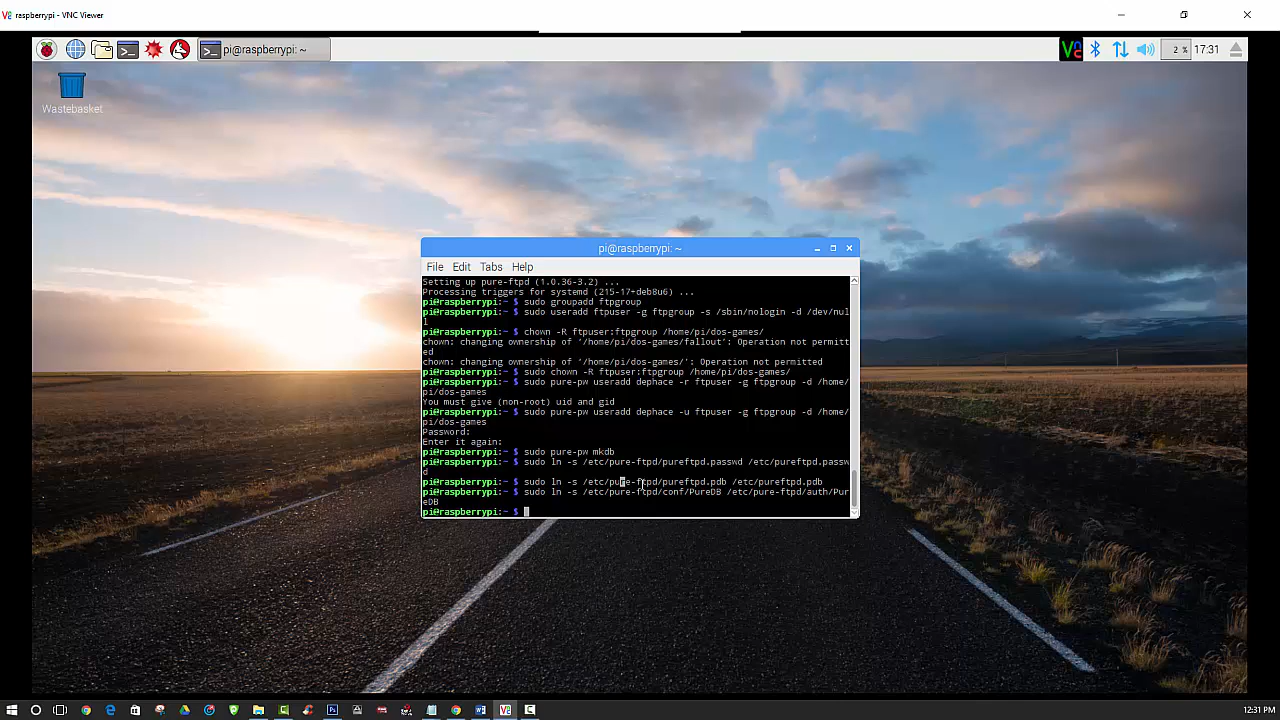 raspberrypi - VNC Viewer
pi@raspberrypi: ~
2 %
17:31
Wastebasket
pi@raspberrypi: ~
File Edit Tabs Help
Setting up pure-ftpd (1.0.36-3.2) ...
Processing triggers for systemd (215-17+deb8u6) ...
pi@raspberrypi:~ $ sudo groupadd ftpgroup
pi@raspberrypi:~ $ sudo useradd ftpuser -g ftpgroup -s /sbin/nologin -d /dev/nul
l
pi@raspberrypi:~ $ chown -R ftpuser:ftpgroup /home/pi/dos-games/
chown: changing ownership of ‘/home/pi/dos-games/fallout’: Operation not permitt
ed
chown: changing ownership of ‘/home/pi/dos-games/’: Operation not permitted
pi@raspberrypi:~ $ sudo chown -R ftpuser:ftpgroup /home/pi/dos-games/
pi@raspberrypi:~ $ sudo pure-pw useradd dephace -r ftpuser -g ftpgroup -d /home/
pi/dos-games
You must give (non-root) uid and gid
pi@raspberrypi:~ $ sudo pure-pw useradd dephace -u ftpuser -g ftpgroup -d /home/
pi/dos-games
Password:
Enter it again:
pi@raspberrypi:~ $ sudo pure-pw mkdb
pi@raspberrypi:~ $ sudo ln -s /etc/pure-ftpd/pureftpd.passwd /etc/pureftpd.passw
d
pi@raspberrypi:~ $ sudo ln -s /etc/pure-ftpd/pureftpd.pdb /etc/pureftpd.pdb
pi@raspberrypi:~ $ sudo ln -s /etc/pure-ftpd/conf/PureDB /etc/pure-ftpd/auth/Pur
eDB
pi@raspberrypi:~ $
12:31 PM